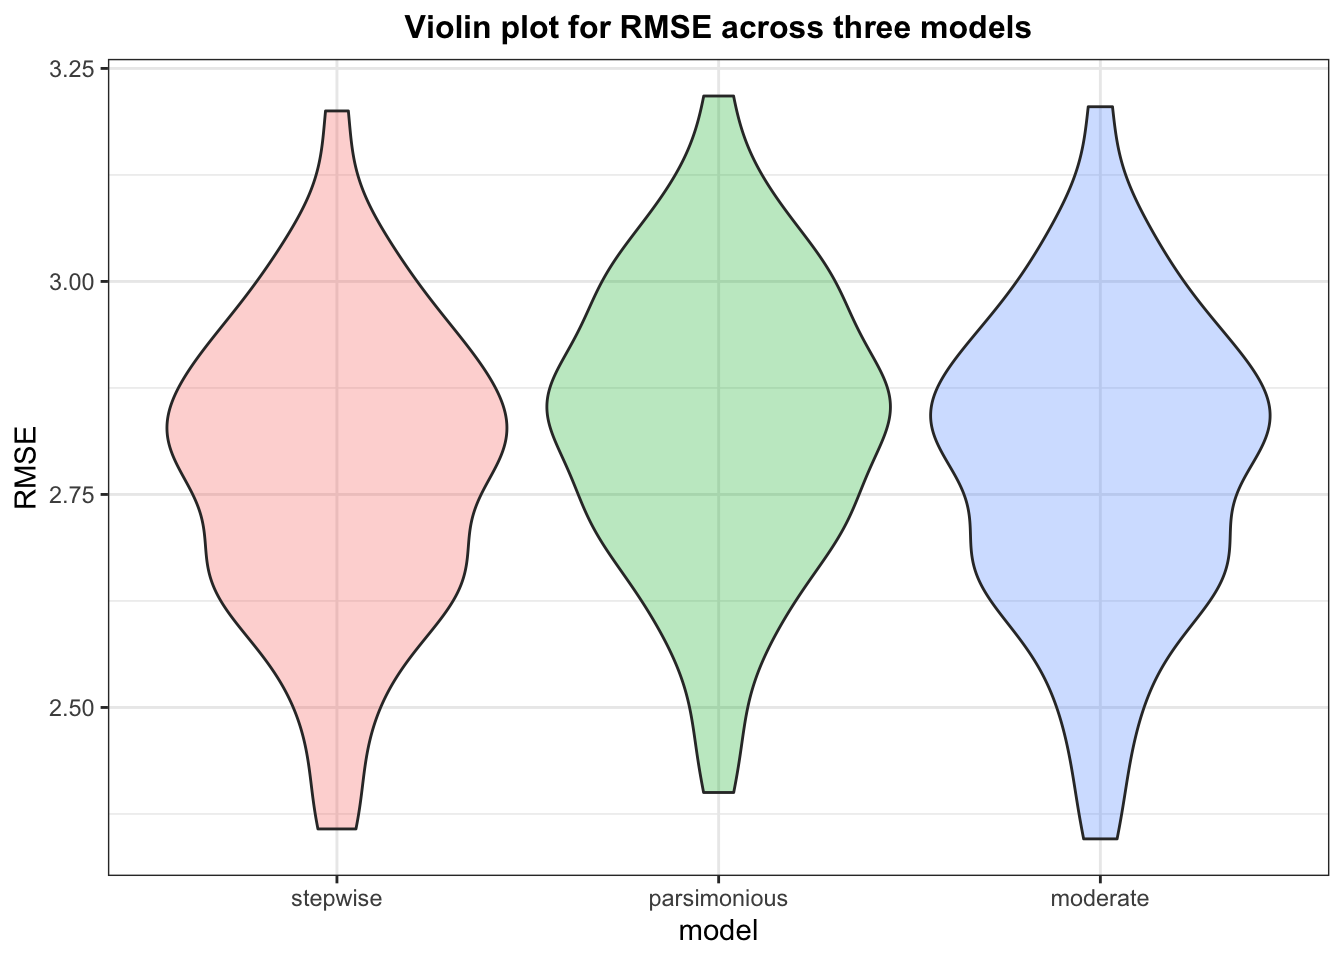 Violin plot for RMSE across three models
3.25
3.00
2.75
2.50
RMSE
stepwise
parsimonious
moderate
model